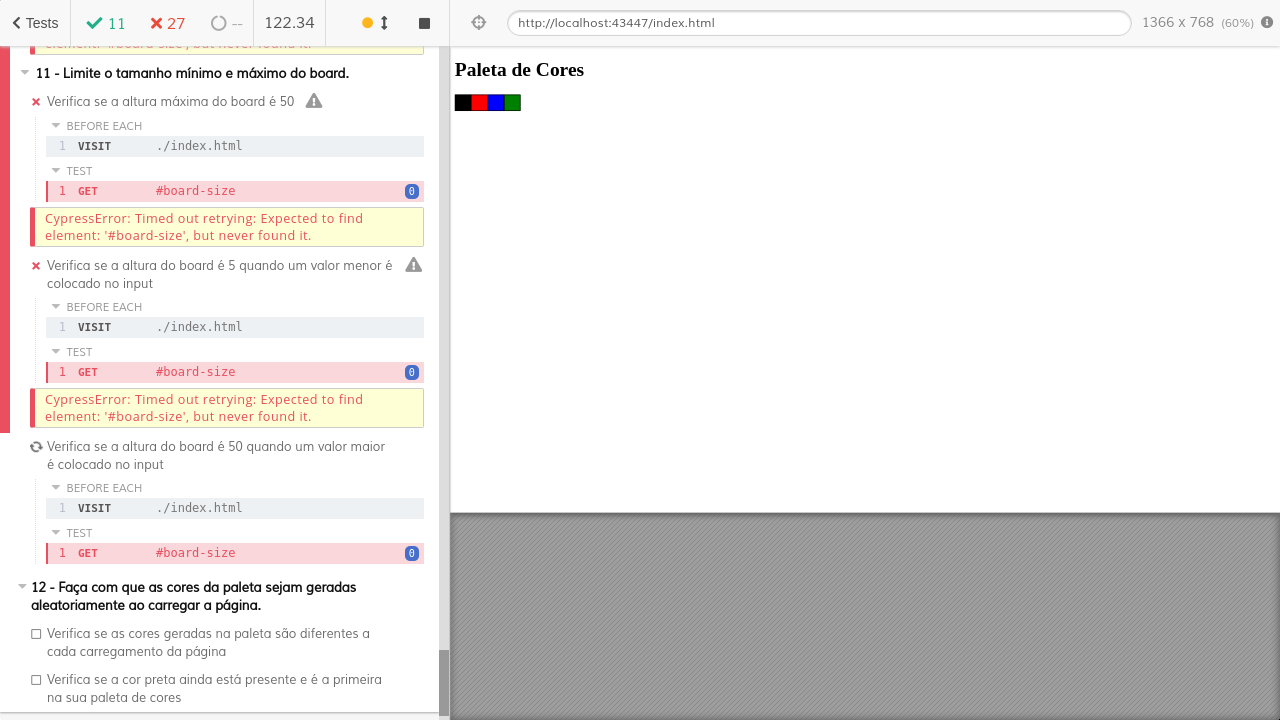 Tests
11
27
--
122.34
http://localhost:43447/index.html
1366 x 768 (60%)
element: '#board-size', but never found it.
11 - Limite o tamanho mínimo e máximo do board.
Verifica se a altura máxima do board é 50
BEFORE EACH
1 VISIT ./index.html
TEST
1 GET #board-size 0
CypressError: Timed out retrying: Expected to find
element: '#board-size', but never found it.
Verifica se a altura do board é 5 quando um valor menor é
colocado no input
BEFORE EACH
1 VISIT ./index.html
TEST
1 GET #board-size 0
CypressError: Timed out retrying: Expected to find
element: '#board-size', but never found it.
Verifica se a altura do board é 50 quando um valor maior
é colocado no input
BEFORE EACH
1 VISIT ./index.html
TEST
1 GET #board-size 0
12 - Faça com que as cores da paleta sejam geradas
aleatoriamente ao carregar a página.
Verifica se as cores geradas na paleta são diferentes a
cada carregamento da página
Verifica se a cor preta ainda está presente e é a primeira
na sua paleta de cores
Paleta de Cores